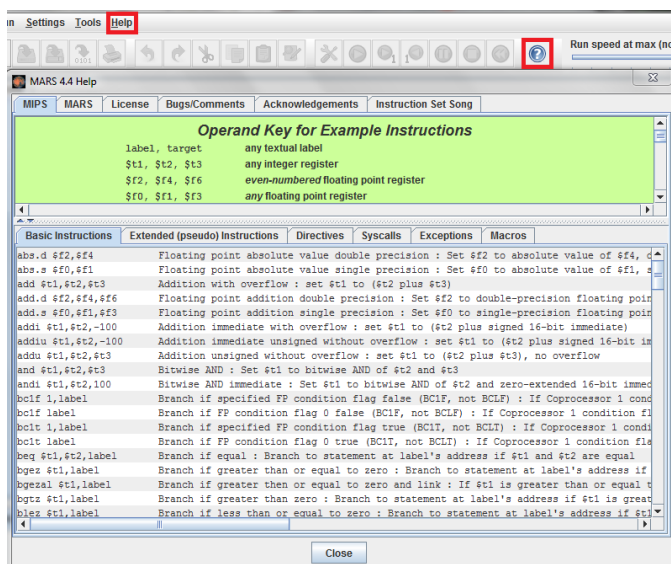 n Settings Tools Help
0101
1 1
Run speed at max (no
MARS 4.4 Help
MIPS MARS License Bugs/Comments Acknowledgements Instruction Set Song
Operand Key for Example Instructions
label, target any textual label
$t1, $t2, $t3 any integer register
$f2, $f4, $f6 even-numbered floating point register
$f0, $f1, $f3 any floating point register
Basic Instructions Extended (pseudo) Instructions Directives Syscalls Exceptions Macros
abs.d $f2,$f4 Floating point absolute value double precision : Set $f2 to absolute value of $f4, d
abs.s $f0,$f1 Floating point absolute value single precision : Set $f0 to absolute value of $f1, s
add $t1,$t2,$t3 Addition with overflow : set $t1 to ($t2 plus $t3)
add.d $f2,$f4,$f6 Floating point addition double precision : Set $f2 to double-precision floating poin
add.s $f0,$f1,$f3 Floating point addition single precision : Set $f0 to single-precision floating point
addi $t1,$t2,-100 Addition immediate with overflow : set $t1 to ($t2 plus signed 16-bit immediate)
addiu $t1,$t2,-100 Addition immediate unsigned without overflow : set $t1 to ($t2 plus signed 16-bit im
addu $t1,$t2,$t3 Addition unsigned without overflow : set $t1 to ($t2 plus $t3), no overflow
and $t1,$t2,$t3 Bitwise AND : Set $t1 to bitwise AND of $t2 and $t3
andi $t1,$t2,100 Bitwise AND immediate : Set $t1 to bitwise AND of $t2 and zero-extended 16-bit immed
bc1f 1,label Branch if specified FP condition flag false (BC1F, not BCLF) : If Coprocessor 1 cond
bc1f label Branch if FP condition flag 0 false (BC1F, not BCLF) : If Coprocessor 1 condition fl
bc1t 1,label Branch if specified FP condition flag true (BC1T, not BCLT) : If Coprocessor 1 condi
bc1t label Branch if FP condition flag 0 true (BC1T, not BCLT) : If Coprocessor 1 condition fla
beq $t1,$t2,label Branch if equal : Branch to statement at label's address if $t1 and $t2 are equal
bgez $t1,label Branch if greater than or equal to zero : Branch to statement at label's address if
bgezal $t1,label Branch if greater then or equal to zero and link : If $t1 is greater than or equal t
bgtz $t1,label Branch if greater than zero : Branch to statement at label's address if $t1 is great
blez $t1,label Branch if less than or equal to zero : Branch to statement at label's address if $t1
Close